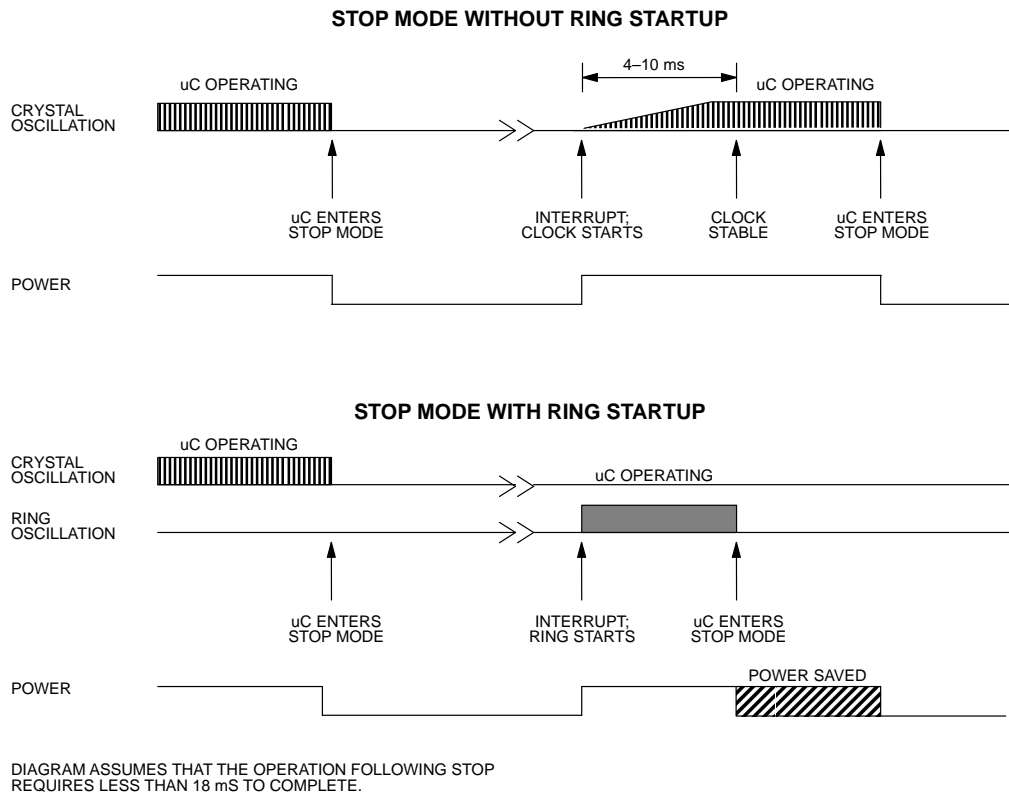 STOP MODE WITHOUT RING STARTUP
4–10 ms
uC OPERATING
uC OPERATING
CRYSTAL
OSCILLATION
uC ENTERS
STOP MODE
INTERRUPT;
CLOCK STARTS
CLOCK
STABLE
uC ENTERS
STOP MODE
POWER
STOP MODE WITH RING STARTUP
uC OPERATING
CRYSTAL
OSCILLATION
uC OPERATING
RING
OSCILLATION
uC ENTERS
STOP MODE
INTERRUPT;
RING STARTS
uC ENTERS
STOP MODE
POWER SAVED
POWER
DIAGRAM ASSUMES THAT THE OPERATION FOLLOWING STOP
REQUIRES LESS THAN 18 mS TO COMPLETE.